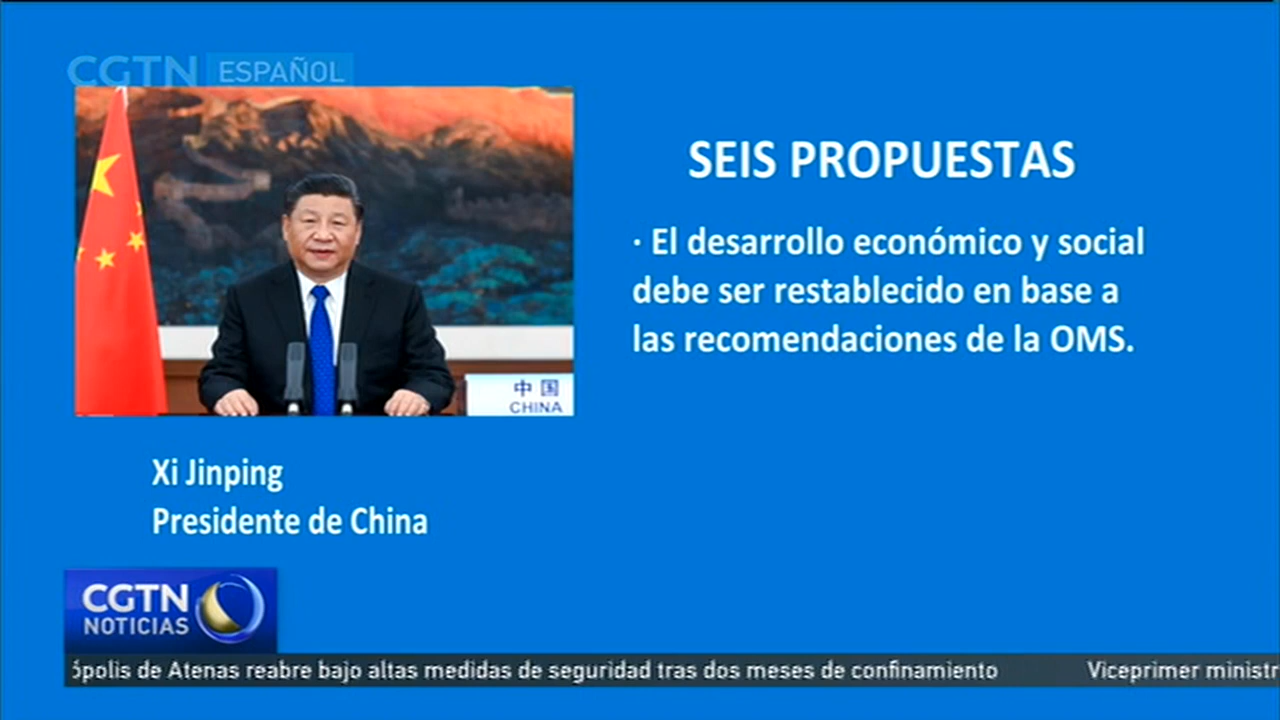 CGTN ESPAÑOL
SEIS PROPUESTAS
· El desarrollo económico y social
debe ser restablecido en base a
las recomendaciones de la OMS.
中国
CHINA
Xi Jinping
Presidente de China
CGTN
NOTICIAS
ópolis de Atenas reabre bajo altas medidas de seguridad tras dos meses de confinamiento Viceprimer ministr